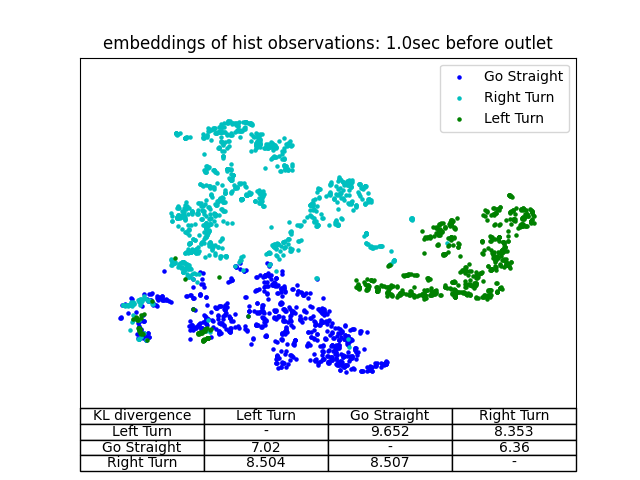 embeddings of hist observations: 1.0sec before outlet
Go Straight
Right Turn
Left Turn
KL divergence Left Turn Go Straight Right Turn
Left Turn - 9.652 8.353
Go Straight 7.02 - 6.36
Right Turn 8.504 8.507 -